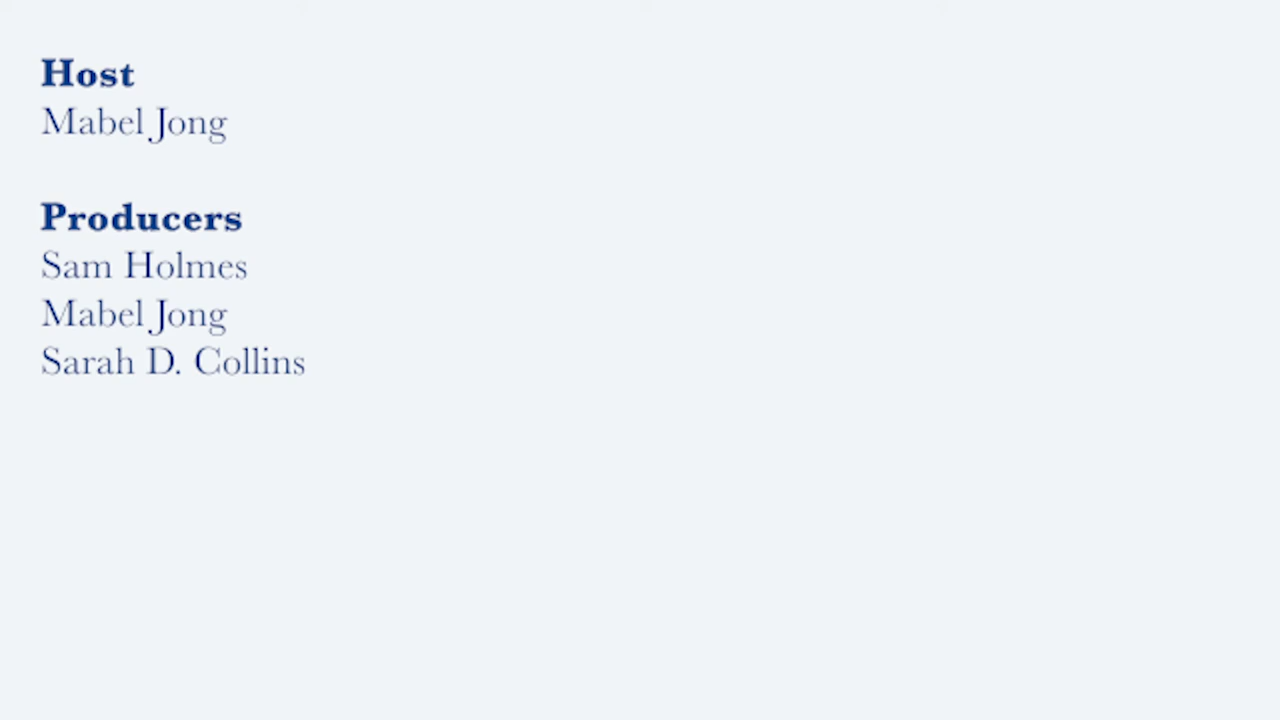 Host
Mabel Jong
Producers
Sam Holmes
Mabel Jong
Sarah D. Collins